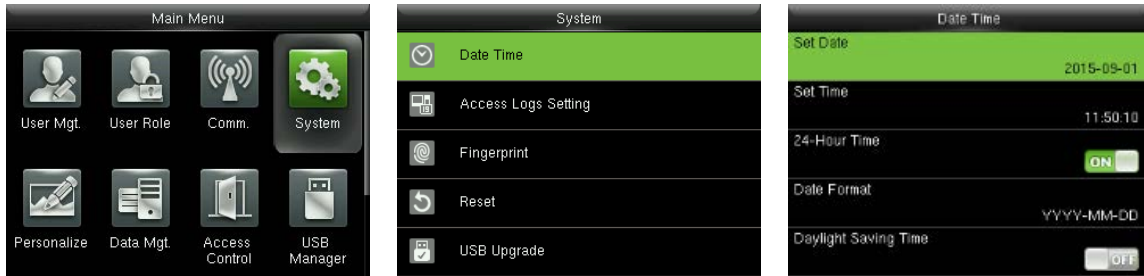 Main Menu
User Mgt.
User Role
Comm.
System
Personalize
Data Mgt.
Access
Control
USB
Manager
System
Date Time
Access Logs Setting
Fingerprint
Reset
USB Upgrade
Date Time
Set Date
2015-09-01
Set Time
11:50:10
24-Hour Time
ON
Date Format
YYYY-MM-DD
Daylight Saving Time
OFF